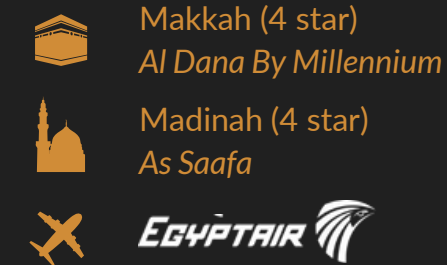 Makkah (4 star)
Al Dana By Millennium
Madinah (4 star)
As Saafa
EGYPTAIR